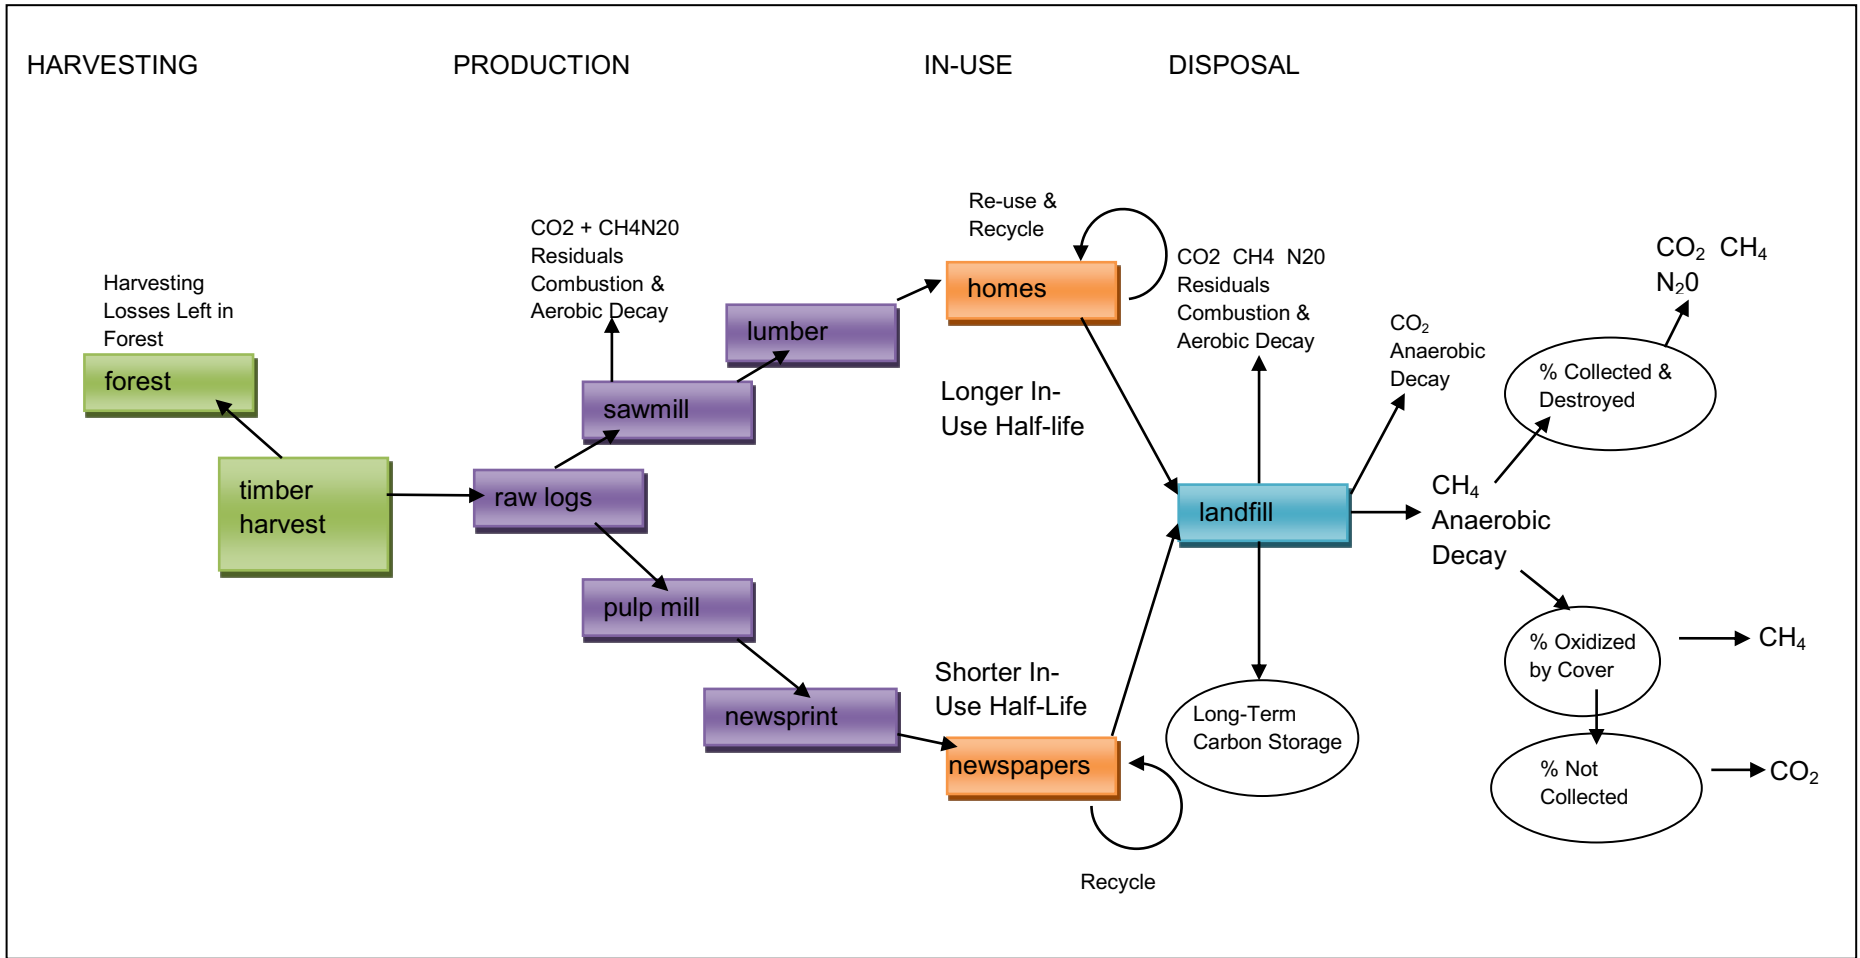 HARVESTING
PRODUCTION
IN-USE
DISPOSAL
Harvesting
Losses Left in
Forest
forest
timber
harvest
CO2 + CH4N20
Residuals
Combustion &
Aerobic Decay
sawmill
lumber
raw logs
pulp mill
newsprint
Re-use &
Recycle
homes
Longer In-
Use Half-life
Shorter In-
Use Half-Life
newspapers
Recycle
CO2 CH4 N20
Residuals
Combustion &
Aerobic Decay
landfill
Long-Term
Carbon Storage
CO₂
Anaerobic
Decay
CH₄
Anaerobic
Decay
% Collected &
Destroyed
CO₂ CH₄
N₂0
% Oxidized
by Cover
CH₄
% Not
Collected
CO₂